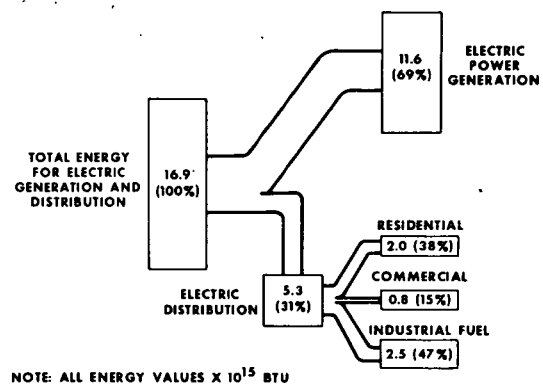 11.6
(69%)
ELECTRIC
POWER
GENERATION
TOTAL ENERGY
FOR ELECTRIC
GENERATION AND
DISTRIBUTION
16.9
(100%)
ELECTRIC
DISTRIBUTION
5.3
(31%)
RESIDENTIAL
2.0 (38%)
COMMERCIAL
0.8 (15%)
INDUSTRIAL FUEL
2.5 (47%)
NOTE: ALL ENERGY VALUES X 10¹⁵ BTU